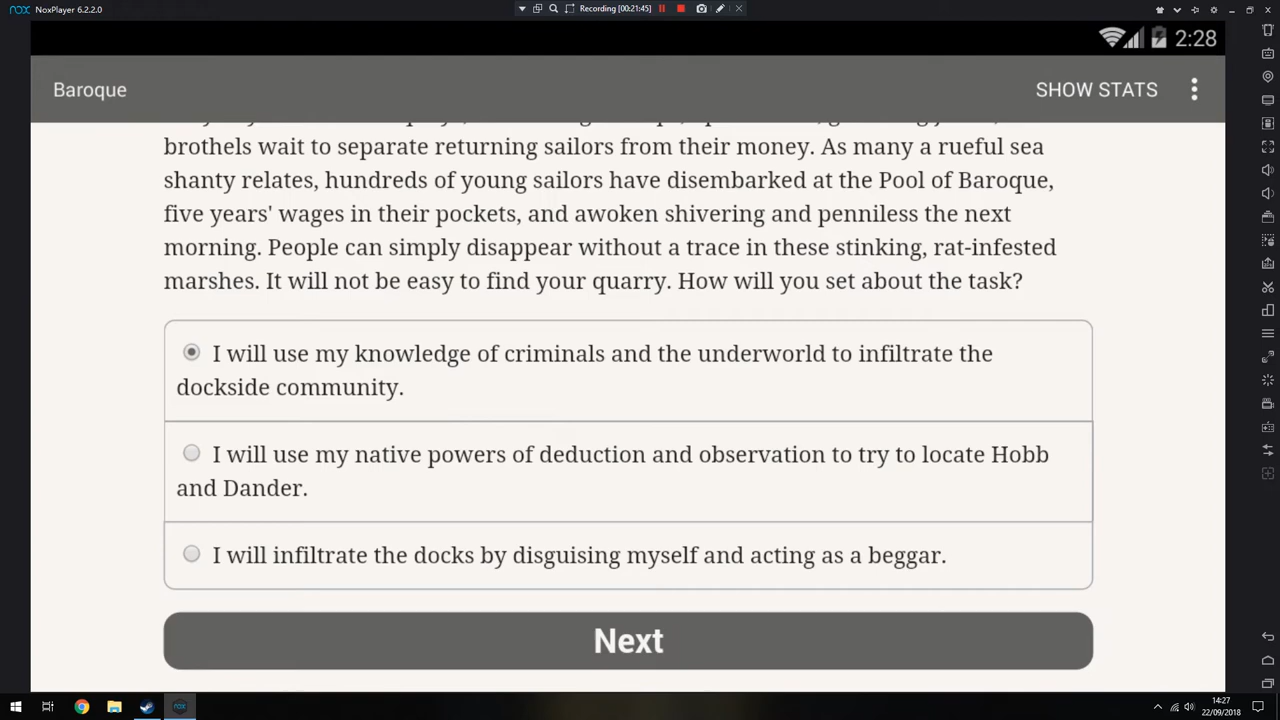 NoxPlayer 6.2.2.0
Recording [00:21:45]
2:28
Baroque
SHOW STATS
brothels wait to separate returning sailors from their money. As many a rueful sea
shanty relates, hundreds of young sailors have disembarked at the Pool of Baroque,
five years' wages in their pockets, and awoken shivering and penniless the next
morning. People can simply disappear without a trace in these stinking, rat-infested
marshes. It will not be easy to find your quarry. How will you set about the task?
I will use my knowledge of criminals and the underworld to infiltrate the
dockside community.
I will use my native powers of deduction and observation to try to locate Hobb
and Dander.
I will infiltrate the docks by disguising myself and acting as a beggar.
Next
14:27
22/09/2018